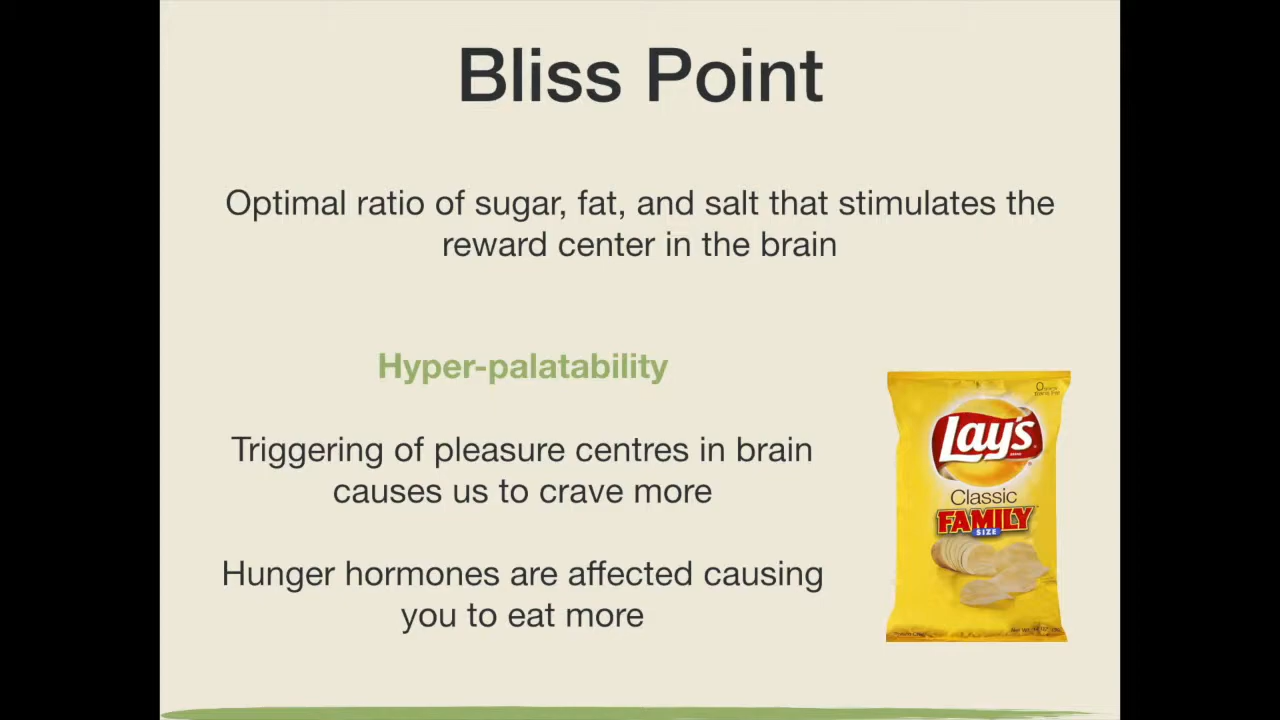 Bliss Point
Optimal ratio of sugar, fat, and salt that stimulates the
reward center in the brain
Hyper-palatability
Triggering of pleasure centres in brain
causes us to crave more
Hunger hormones are affected causing
you to eat more
Lay's
Classic
FAMILY
SIZE